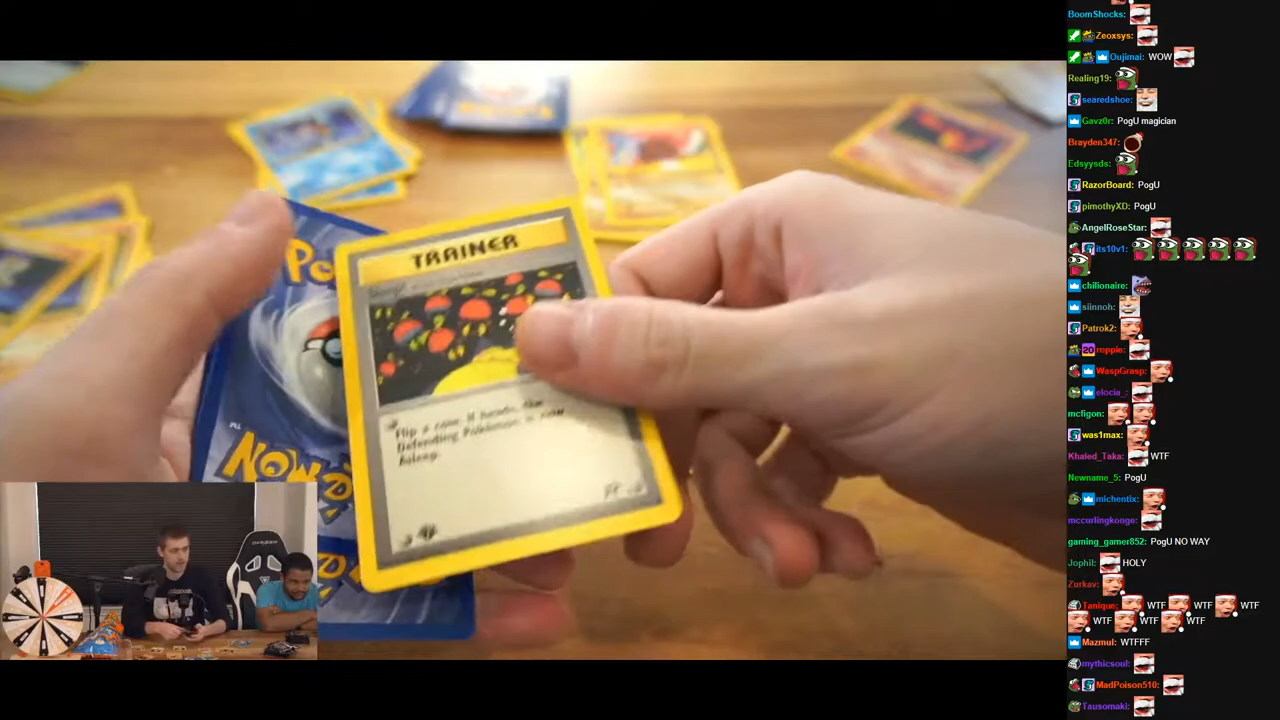 TRAINER
Flip a coin. If heads, the
Defending Pokémon is now
Asleep.
BoomShocks:
Zeoxsys:
Oujimai: WOW
Realing19:
searedshoe:
Gavz0r: PogU magician
Brayden347:
Edsyysds:
RazorBoard: PogU
pimothyXD: PogU
AngelRoseStar:
its10v1:
chilionaire:
siinnoh:
Patrok2:
roppie:
WaspGrasp:
elocia_:
mcfigon:
was1max:
Khaled_Taka: WTF
Newname_5: PogU
michentix:
mccurlingkonge:
gaming_gamer852: PogU NO WAY
Jophil: HOLY
Zurkav:
Tanique: WTF WTF WTF
WTF WTF WTF
Mazmul: WTFFF
mythicsoul:
MadPoison510:
Tausomaki: